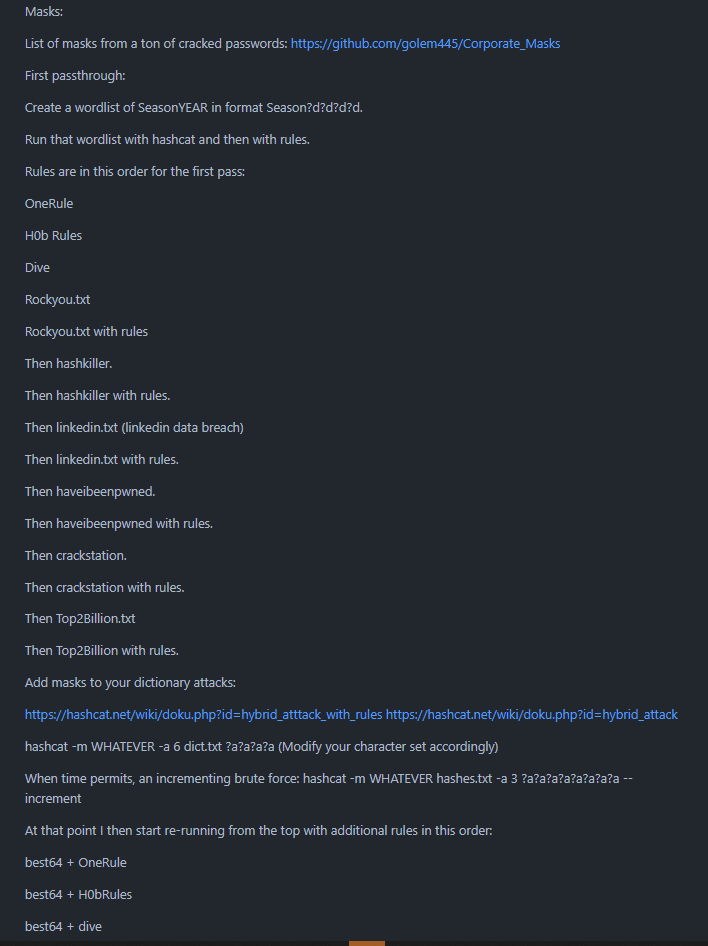 Masks:
List of masks from a ton of cracked passwords: https://github.com/golem445/Corporate_Masks
First passthrough:
Create a wordlist of SeasonYEAR in format Season?d?d?d?d.
Run that wordlist with hashcat and then with rules.
Rules are in this order for the first pass:
OneRule
H0b Rules
Dive
Rockyou.txt
Rockyou.txt with rules
Then hashkiller.
Then hashkiller with rules.
Then linkedin.txt (linkedin data breach)
Then linkedin.txt with rules.
Then haveibeenpwned.
Then haveibeenpwned with rules.
Then crackstation.
Then crackstation with rules.
Then Top2Billion.txt
Then Top2Billion with rules.
Add masks to your dictionary attacks:
https://hashcat.net/wiki/doku.php?id=hybrid_atttack_with_rules https://hashcat.net/wiki/doku.php?id=hybrid_attack
hashcat -m WHATEVER -a 6 dict.txt ?a?a?a?a (Modify your character set accordingly)
When time permits, an incrementing brute force: hashcat -m WHATEVER hashes.txt -a 3 ?a?a?a?a?a?a?a?a?a --
increment
At that point I then start re-running from the top with additional rules in this order:
best64 + OneRule
best64 + H0bRules
best64 + dive